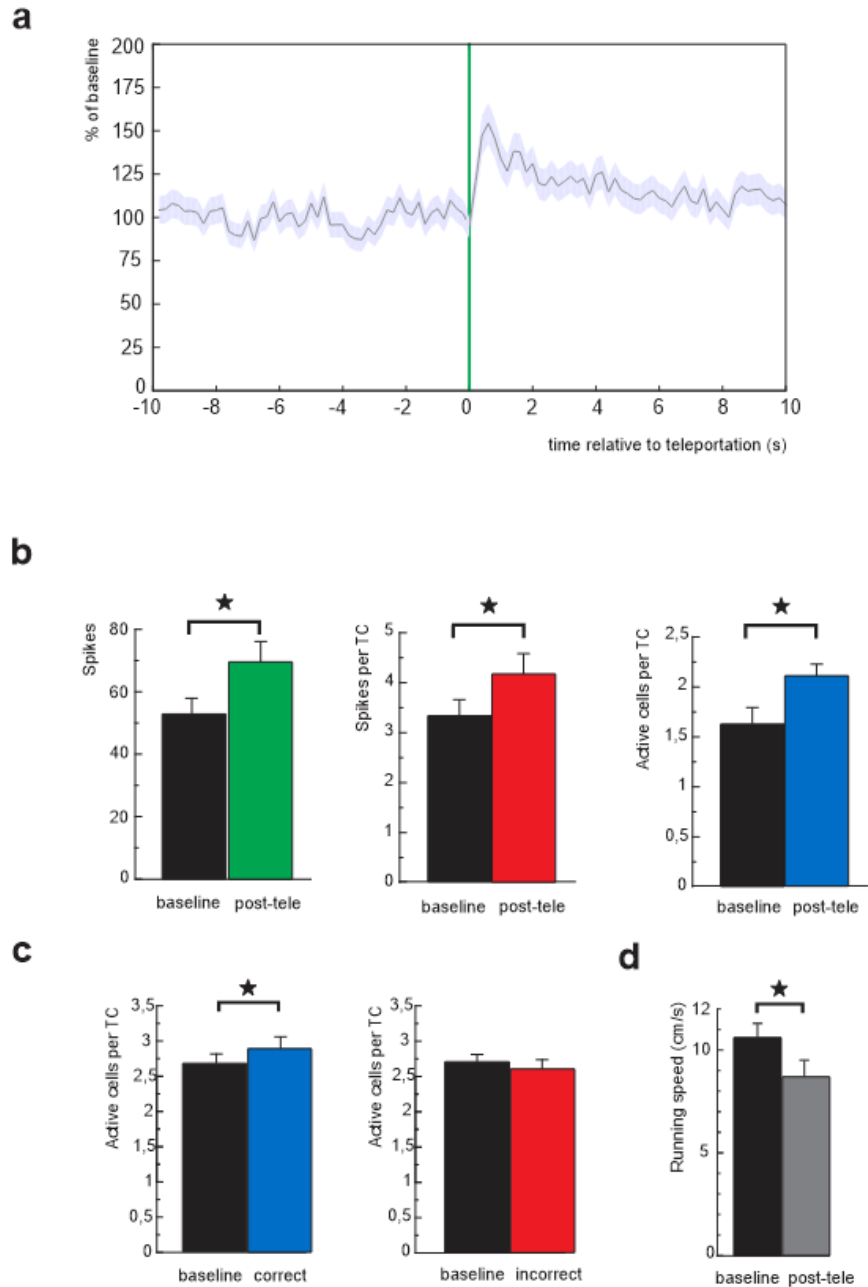 a
% of baseline
200
175
150
125
100
75
50
25
0
-10 -8 -6 -4 -2 0 2 4 6 8 10
time relative to teleportation (s)
b
Spikes
80
60
40
20
0
baseline post-tele
Spikes per TC
5
4
3
2
1
0
baseline post-tele
Active cells per TC
2,5
2
1,5
1
0,5
0
baseline post-tele
c
Active cells per TC
3,5
3
2,5
2
1,5
1
0,5
0
baseline correct
Active cells per TC
3,5
3
2,5
2
1,5
1
0,5
0
baseline incorrect
d
Running speed (cm/s)
12
10
5
0
baseline post-tele